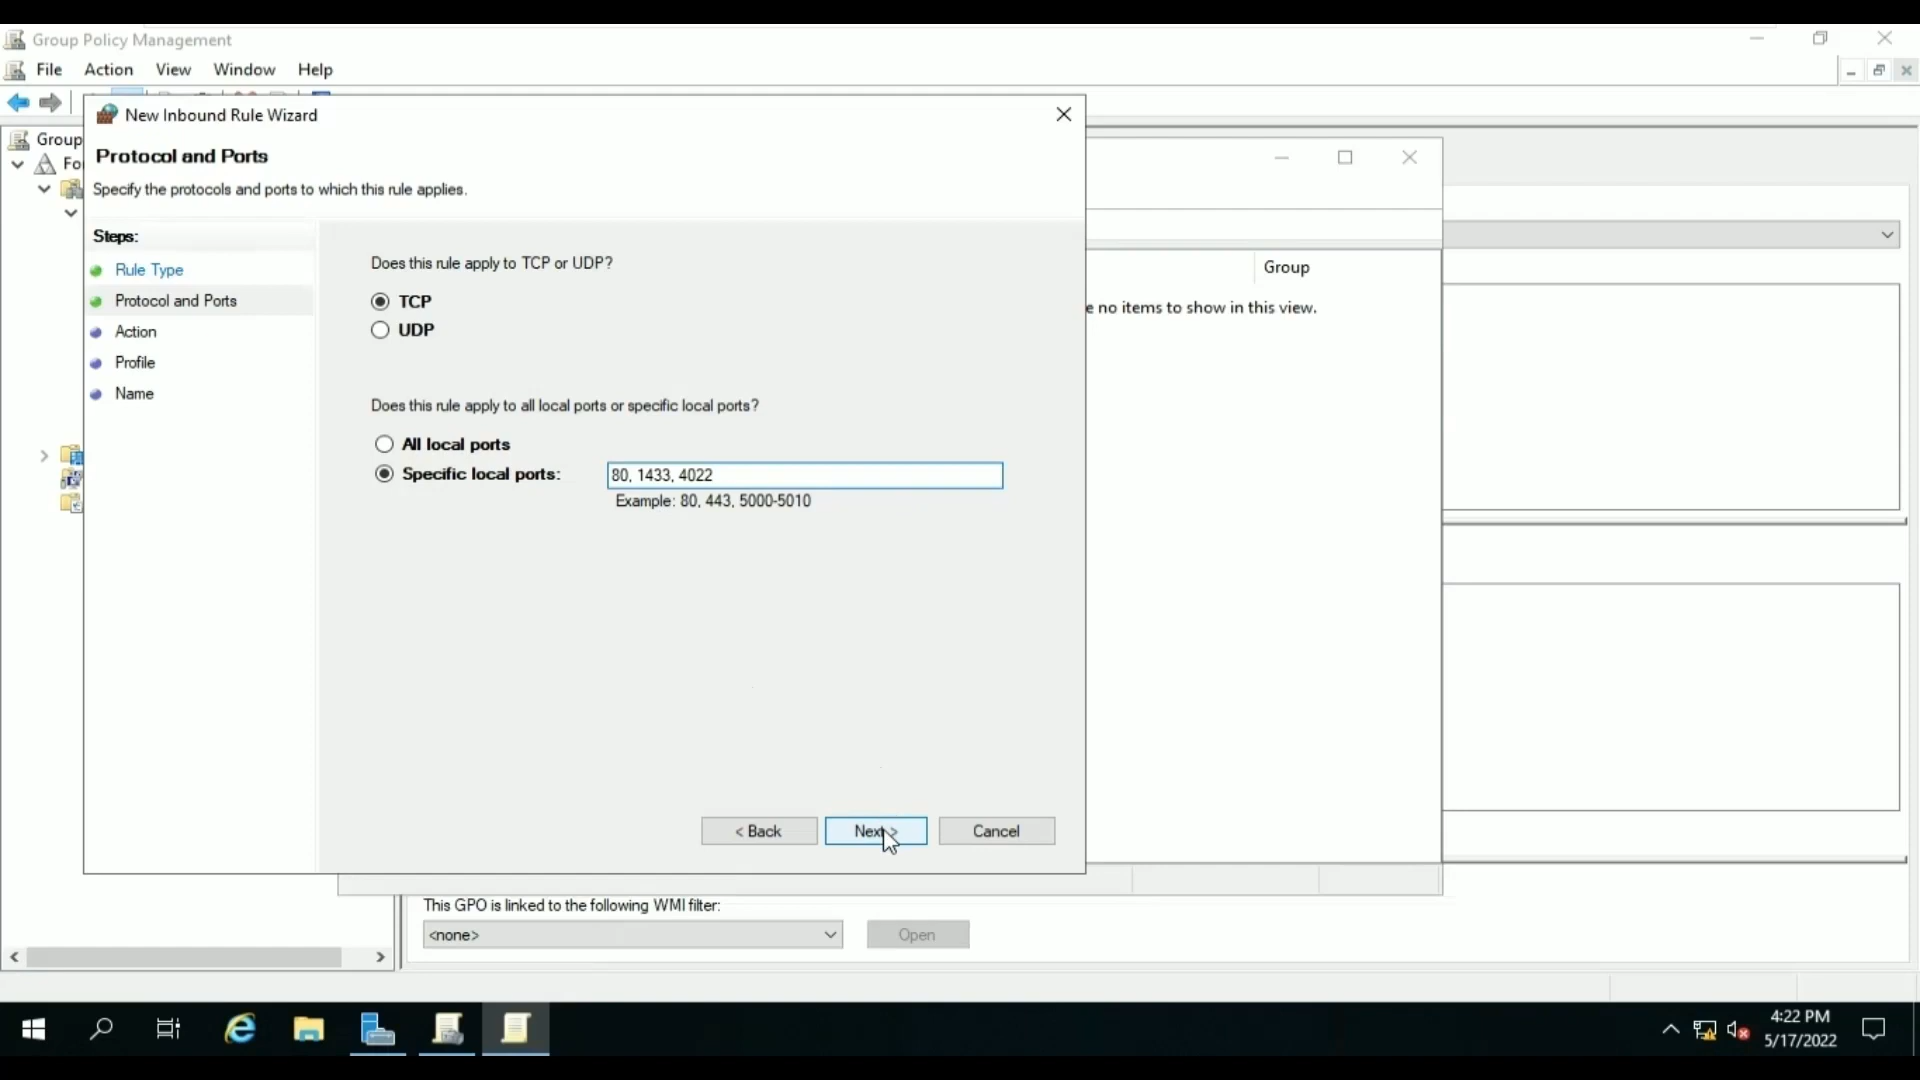 Group Policy Management
File Action View Window Help
New Inbound Rule Wizard
Group
Protocol and Ports
Specify the protocols and ports to which this rule applies.
Steps:
Rule Type
Protocol and Ports
Action
Profile
Name
Does this rule apply to TCP or UDP?
TCP
UDP
Does this rule apply to all local ports or specific local ports?
All local ports
Specific local ports: 80, 1433, 4022
Example: 80, 443, 5000-5010
< Back Next > Cancel
Group
no items to show in this view.
This GPO is linked to the following WMI filter:
<none> Open
4:22 PM
5/17/2022